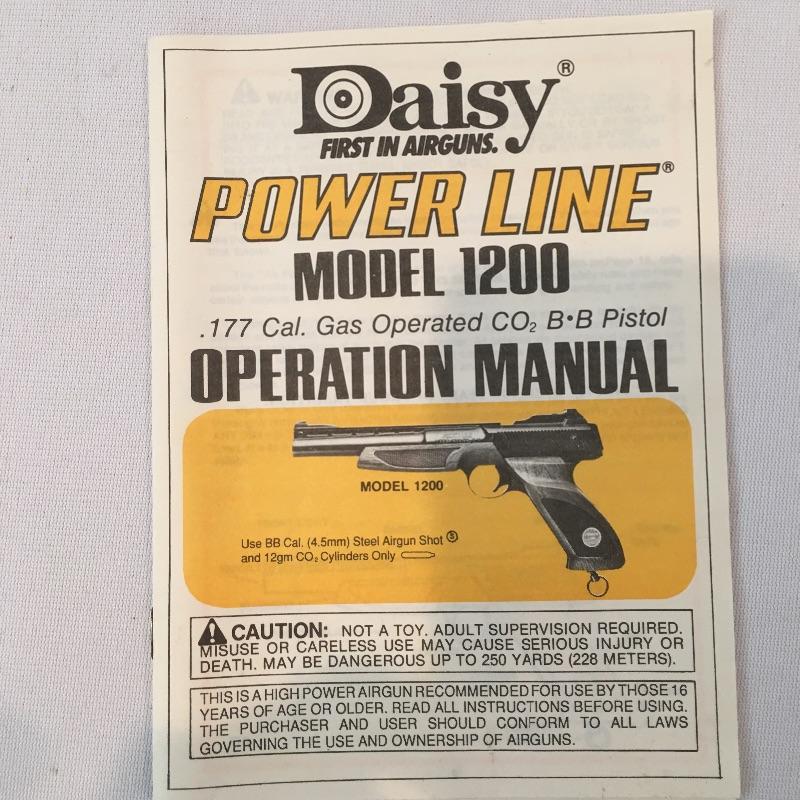 Daisy®
FIRST IN AIRGUNS.
POWER LINE®
MODEL 1200
.177 Cal. Gas Operated CO₂ B•B Pistol
OPERATION MANUAL
MODEL 1200
Use BB Cal. (4.5mm) Steel Airgun Shot Ⓢ
and 12gm CO₂ Cylinders Only
CAUTION: NOT A TOY. ADULT SUPERVISION REQUIRED.
MISUSE OR CARELESS USE MAY CAUSE SERIOUS INJURY OR
DEATH. MAY BE DANGEROUS UP TO 250 YARDS (228 METERS).
THIS IS A HIGH POWER AIRGUN RECOMMENDED FOR USE BY THOSE 16
YEARS OF AGE OR OLDER. READ ALL INSTRUCTIONS BEFORE USING.
THE PURCHASER AND USER SHOULD CONFORM TO ALL LAWS
GOVERNING THE USE AND OWNERSHIP OF AIRGUNS.